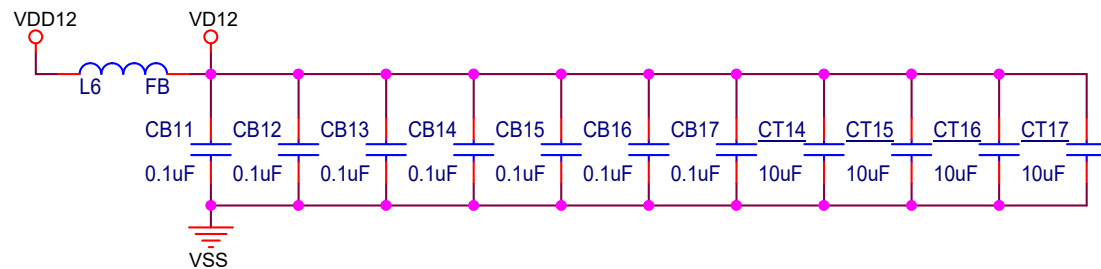 VDD12 VD12
L6 FB
CB11 CB12 CB13 CB14 CB15 CB16 CB17 CT14 CT15 CT16 CT17
0.1uF 0.1uF 0.1uF 0.1uF 0.1uF 0.1uF 0.1uF 10uF 10uF 10uF 10uF
VSS